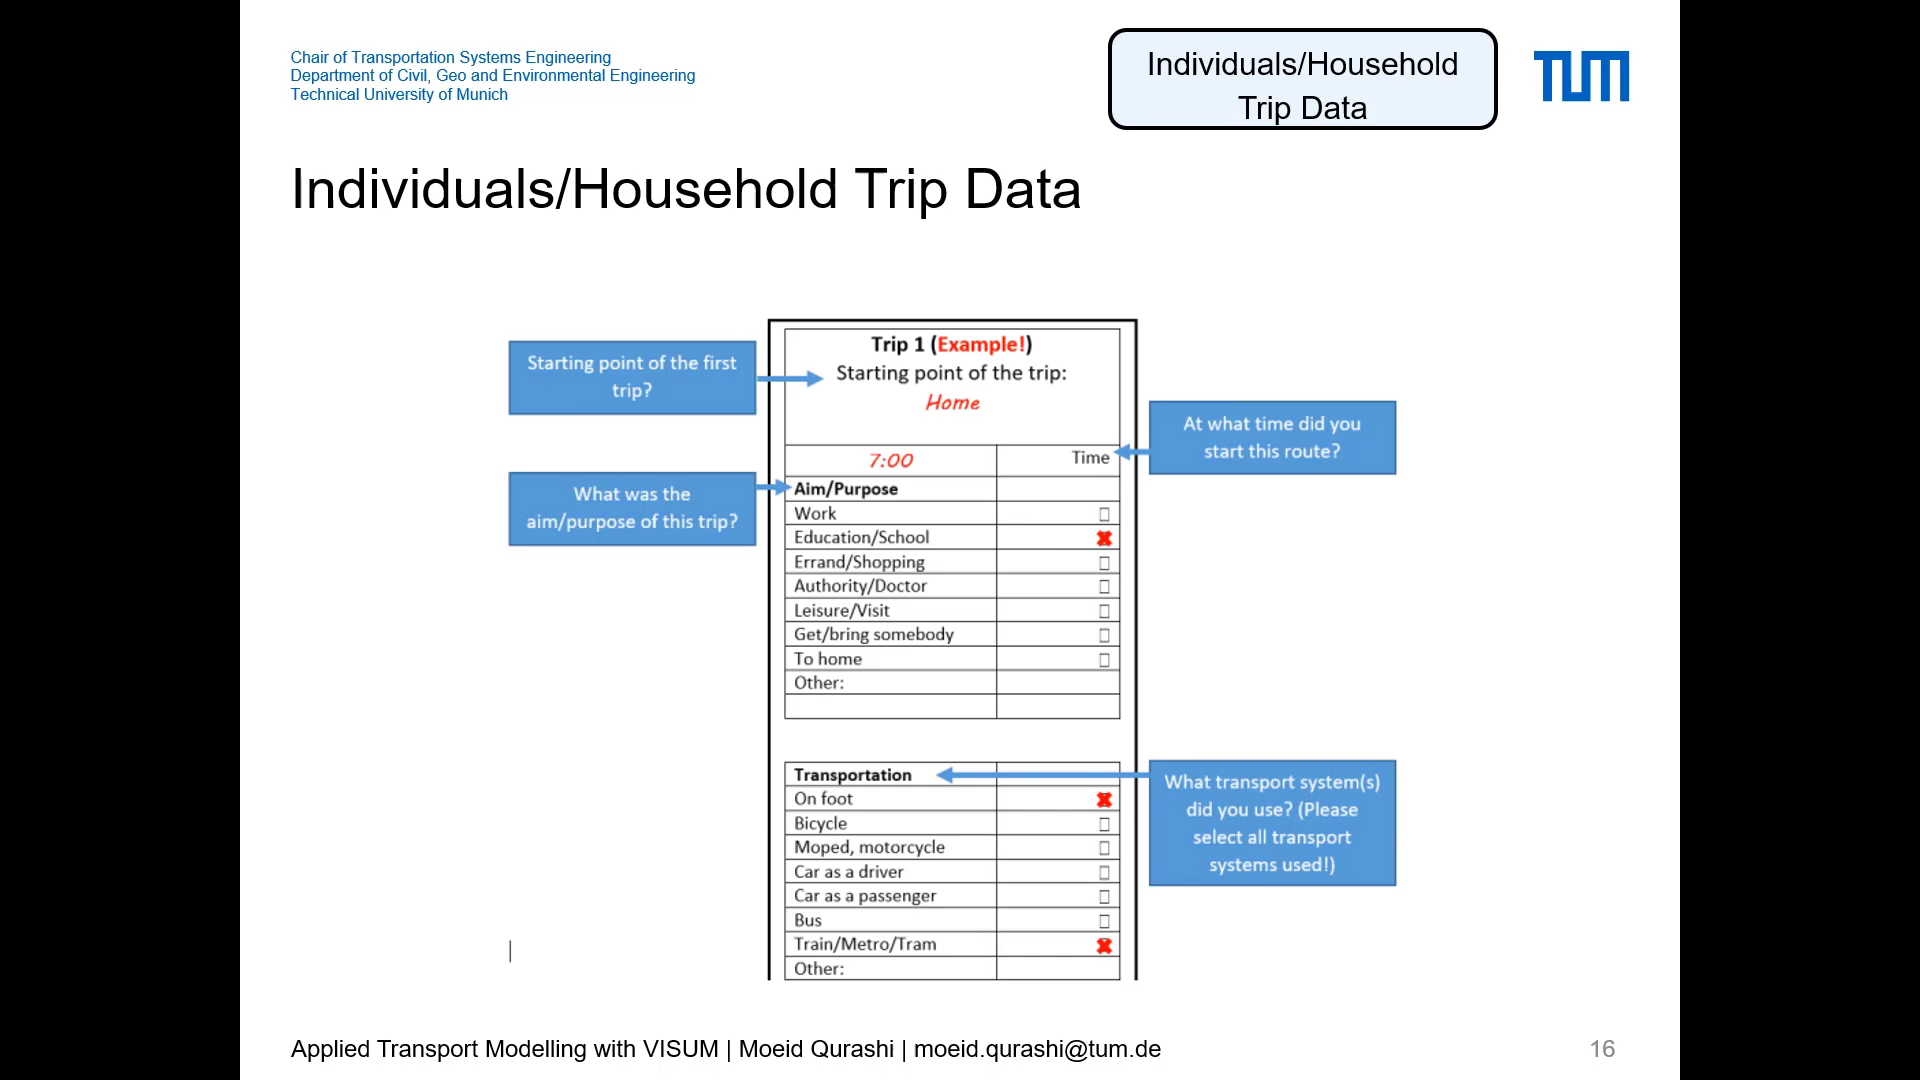 Chair of Transportation Systems Engineering
Department of Civil, Geo and Environmental Engineering
Technical University of Munich
Individuals/Household
Trip Data
TUM
Individuals/Household Trip Data
Starting point of the first
trip?
Trip 1 (Example!)
Starting point of the trip:
Home
At what time did you
start this route?
7:00 Time
What was the
aim/purpose of this trip?
Aim/Purpose
Work
Education/School
Errand/Shopping
Authority/Doctor
Leisure/Visit
Get/bring somebody
To home
Other:
Transportation
On foot
Bicycle
Moped, motorcycle
Car as a driver
Car as a passenger
Bus
Train/Metro/Tram
Other:
What transport system(s)
did you use? (Please
select all transport
systems used!)
Applied Transport Modelling with VISUM | Moeid Qurashi | moeid.qurashi@tum.de
16